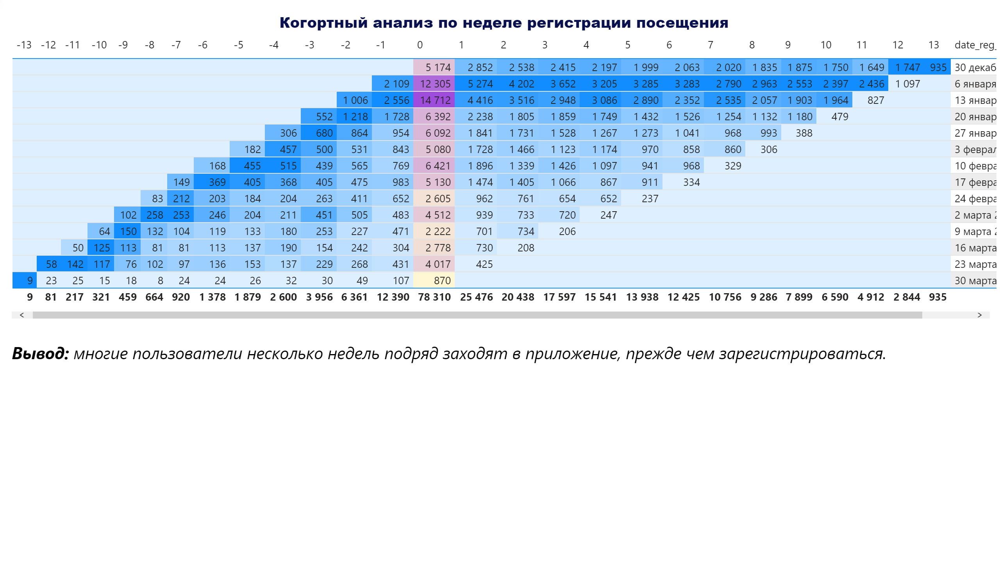 Когортный анализ по неделе регистрации посещения
-13 -12 -11 -10 -9 -8 -7 -6 -5 -4 -3 -2 -1 0 1 2 3 4 5 6 7 8 9 10 11 12 13 date_reg_
5 174 2 852 2 538 2 415 2 197 1 999 2 063 2 020 1 835 1 875 1 750 1 649 1 747 935 30 декаб
2 109 12 305 5 274 4 202 3 652 3 205 3 285 3 283 2 790 2 963 2 553 2 397 2 436 1 097 6 января
1 006 2 556 14 712 4 416 3 516 2 948 3 086 2 890 2 352 2 535 2 057 1 903 1 964 827 13 январ
552 1 218 1 728 6 392 2 238 1 805 1 859 1 749 1 432 1 526 1 254 1 132 1 180 479 20 январ
306 680 864 954 6 092 1 841 1 731 1 528 1 267 1 273 1 041 968 993 388 27 январ
182 457 500 531 843 5 080 1 728 1 466 1 123 1 174 970 858 860 306 3 феврал
168 455 515 439 565 769 6 421 1 896 1 339 1 426 1 097 941 968 329 10 февра
149 369 405 368 405 475 983 5 130 1 474 1 405 1 066 867 911 334 17 февра
83 212 203 184 204 263 411 652 2 605 962 761 654 652 237 24 февра
102 258 253 246 204 211 451 505 483 4 512 939 733 720 247 2 марта 2
64 150 132 104 119 133 180 253 227 471 2 222 701 734 206 9 марта 2
50 125 113 81 81 113 137 190 154 242 304 2 778 730 208 16 марта
58 142 117 76 102 97 136 153 137 229 268 431 4 017 425 23 марта
9 23 25 15 18 8 24 24 26 32 30 49 107 870 30 марта
9 81 217 321 459 664 920 1 378 1 879 2 600 3 956 6 361 12 390 78 310 25 476 20 438 17 597 15 541 13 938 12 425 10 756 9 286 7 899 6 590 4 912 2 844 935
Вывод: многие пользователи несколько недель подряд заходят в приложение, прежде чем зарегистрироваться.